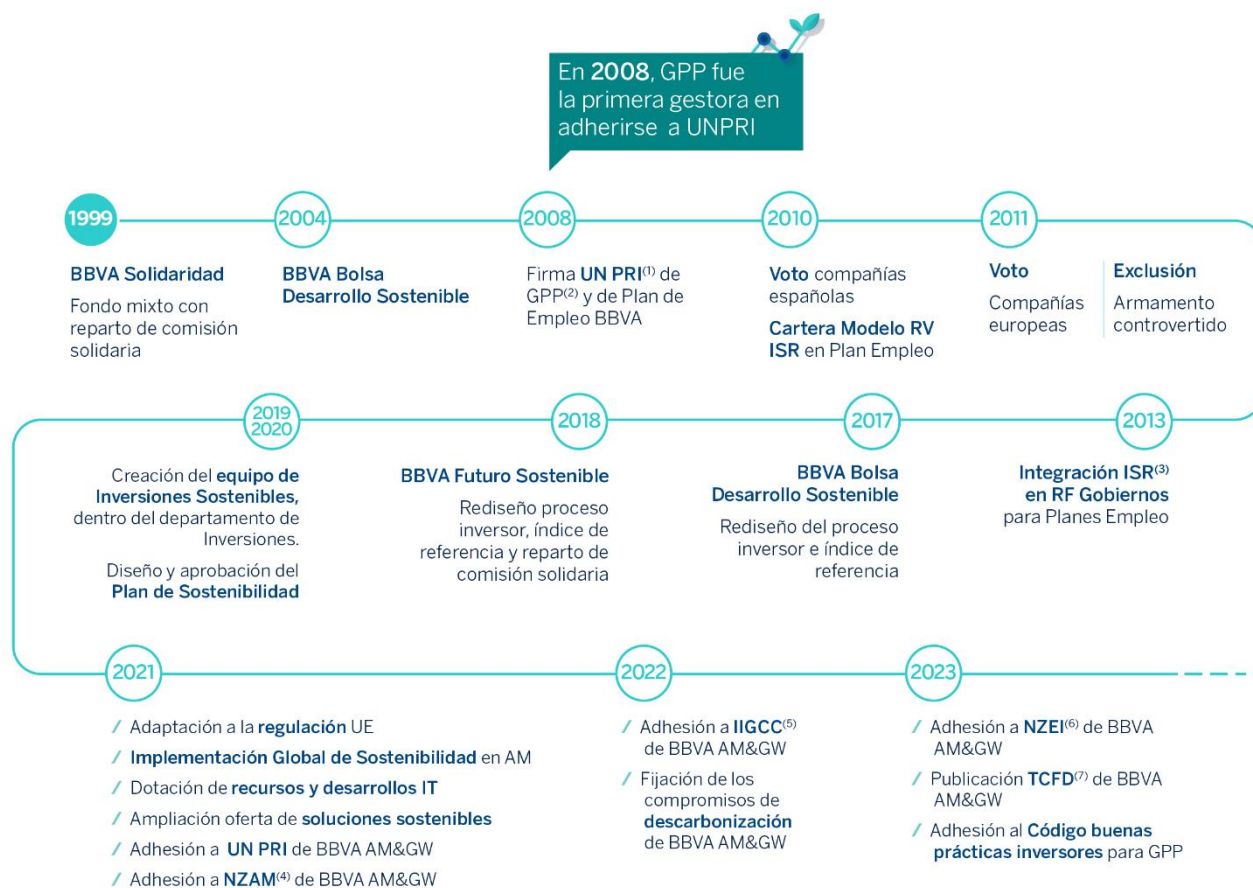 En 2008, GPP fue
la primera gestora en
adherirse a UNPRI
1999
BBVA Solidaridad
Fondo mixto con
reparto de comisión
solidaria
2004
BBVA Bolsa
Desarrollo Sostenible
2008
Firma UN PRI(1) de
GPP(2) y de Plan de
Empleo BBVA
2010
Voto compañías
españolas
Cartera Modelo RV
ISR en Plan Empleo
2011
Voto
Compañías
europeas
Exclusión
Armamento
controvertido
2013
Integración ISR(3)
en RF Gobiernos
para Planes Empleo
2017
BBVA Bolsa
Desarrollo Sostenible
Rediseño del proceso
inversor e índice de
referencia
2018
BBVA Futuro Sostenible
Rediseño proceso
inversor, índice de
referencia y reparto de
comisión solidaria
2019
2020
Creación del equipo de
Inversiones Sostenibles,
dentro del departamento de
Inversiones.
Diseño y aprobación del
Plan de Sostenibilidad
2021
/ Adaptación a la regulación UE
/ Implementación Global de Sostenibilidad en AM
/ Dotación de recursos y desarrollos IT
/ Ampliación oferta de soluciones sostenibles
/ Adhesión a UN PRI de BBVA AM&GW
/ Adhesión a NZAM(4) de BBVA AM&GW
2022
/ Adhesión a IIGCC(5)
de BBVA AM&GW
/ Fijación de los
compromisos de
descarbonización
de BBVA AM&GW
2023
/ Adhesión a NZEI(6) de BBVA
AM&GW
/ Publicación TCFD(7) de BBVA
AM&GW
/ Adhesión al Código buenas
prácticas inversores para GPP